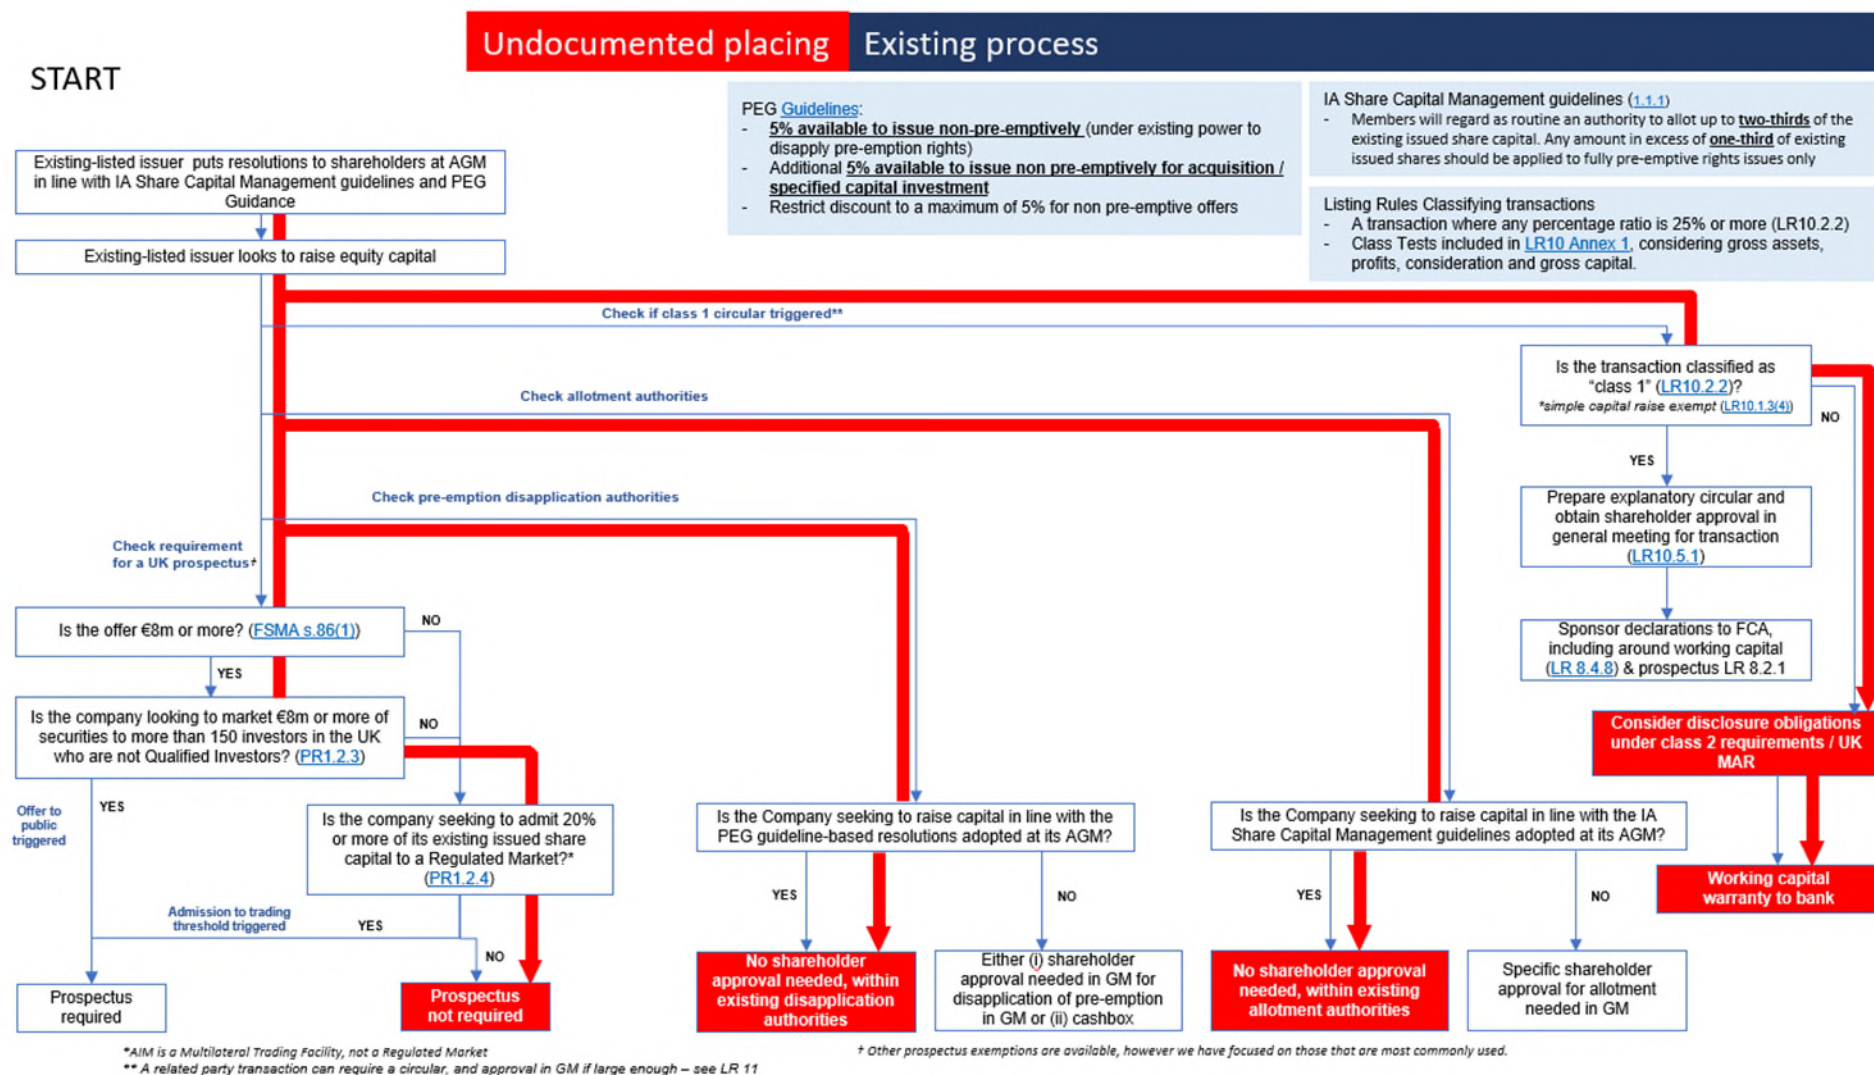 Undocumented placing
Existing process
START
PEG Guidelines:
- 5% available to issue non-pre-emptively (under existing power to
disapply pre-emption rights)
- Additional 5% available to issue non pre-emptively for acquisition /
specified capital investment
- Restrict discount to a maximum of 5% for non pre-emptive offers
IA Share Capital Management guidelines (1.1.1)
- Members will regard as routine an authority to allot up to two-thirds of the
existing issued share capital. Any amount in excess of one-third of existing
issued shares should be applied to fully pre-emptive rights issues only
Listing Rules Classifying transactions
- A transaction where any percentage ratio is 25% or more (LR10.2.2)
- Class Tests included in LR10 Annex 1, considering gross assets,
profits, consideration and gross capital.
Existing-listed issuer puts resolutions to shareholders at AGM
in line with IA Share Capital Management guidelines and PEG
Guidance
Existing-listed issuer looks to raise equity capital
Check if class 1 circular triggered**
Is the transaction classified as
“class 1” (LR10.2.2)?
*simple capital raise exempt (LR10.1.3(4))
NO
YES
Check allotment authorities
Prepare explanatory circular and
obtain shareholder approval in
general meeting for transaction
(LR10.5.1)
Check pre-emption disapplication authorities
Check requirement
for a UK prospectus†
Sponsor declarations to FCA,
including around working capital
(LR 8.4.8) & prospectus LR 8.2.1
Is the offer €8m or more? (FSMA s.86(1))
NO
YES
Is the company looking to market €8m or more of
securities to more than 150 investors in the UK
who are not Qualified Investors? (PR1.2.3)
NO
Consider disclosure obligations
under class 2 requirements / UK
MAR
Offer to
public
triggered
YES
Is the company seeking to admit 20%
or more of its existing issued share
capital to a Regulated Market?*
(PR1.2.4)
Is the Company seeking to raise capital in line with the
PEG guideline-based resolutions adopted at its AGM?
Is the Company seeking to raise capital in line with the IA
Share Capital Management guidelines adopted at its AGM?
Working capital
warranty to bank
YES
NO
YES
NO
Admission to trading
threshold triggered
YES
NO
Prospectus
required
Prospectus
not required
No shareholder
approval needed, within
existing disapplication
authorities
Either (i) shareholder
approval needed in GM for
disapplication of pre-emption
in GM or (ii) cashbox
No shareholder approval
needed, within existing
allotment authorities
Specific shareholder
approval for allotment
needed in GM
*AIM is a Multilateral Trading Facility, not a Regulated Market
** A related party transaction can require a circular, and approval in GM if large enough – see LR 11
† Other prospectus exemptions are available, however we have focused on those that are most commonly used.